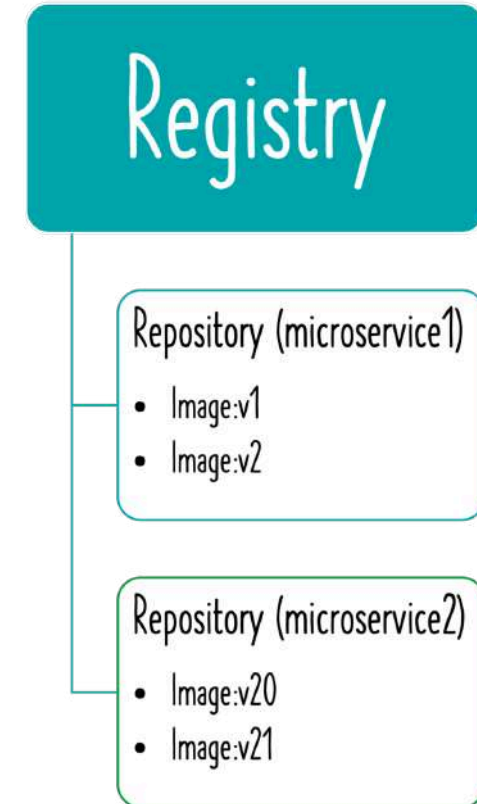 Registry
Repository (microservice1)
• Image:v1
• Image:v2
Repository (microservice2)
• Image:v20
• Image:v21